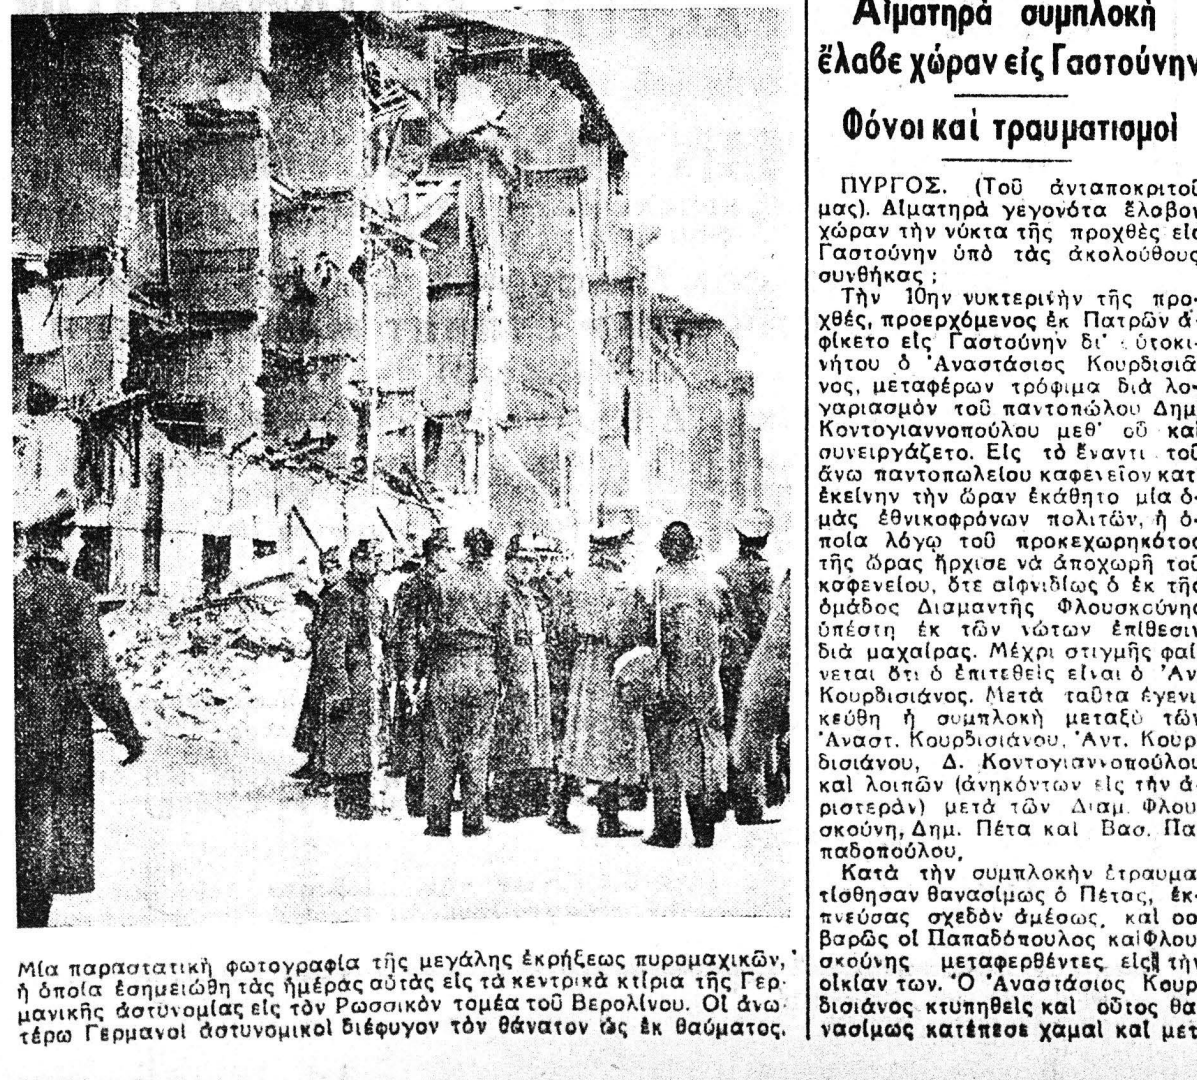 Μία παραστατικὴ φωτογραφία τῆς μεγάλης ἐκρήξεως πυρομαχικῶν,
ἡ ὁποία ἐσημειώθη τὰς ἡμέρας αὐτὰς εἰς τὰ κεντρικὰ κτίρια τῆς Γερ-
μανικῆς ἀστυνομίας εἰς τὸν Ρωσσικὸν τομέα τοῦ Βερολίνου. Οἱ ἀνω
τέρω Γερμανοὶ ἀστυνομικοὶ διέφυγον τὸν θάνατον ὡς ἐκ θαύματος.
Αἱματηρὰ συμπλοκὴ
ἔλαβε χώραν εἰς Γαστούνην
Φόνοι καὶ τραυματισμοὶ
ΠΥΡΓΟΣ. (Τοῦ ἀνταποκριτοῦ
μας). Αἱματηρὰ γεγονότα ἔλαβον
χώραν τὴν νύκτα τῆς προχθὲς εἰς
Γαστούνην ὑπὸ τὰς ἀκολούθους
συνθήκας :
Τὴν 10ην νυκτερινὴν τῆς προ-
χθές, προερχόμενος ἐκ Πατρῶν ἀ-
φίκετο εἰς Γαστούνην δι' ὐτοκι-
νήτου ὁ Ἀναστάσιος Κουρδισιᾶ
νος, μεταφέρων τρόφιμα διὰ λο-
γαριασμὸν τοῦ παντοπώλου Δημ.
Κοντογιαννοπούλου μεθ' οὗ καὶ
συνειργάζετο. Εἰς τὸ ἔναντι τοῦ
ἄνω παντοπωλείου καφενεῖον κατ'
ἐκείνην τὴν ὥραν ἐκάθητο μία ὁ-
μὰς ἐθνικοφρόνων πολιτῶν, ἡ ὁ-
ποία λόγῳ τοῦ προκεχωρηκότος
τῆς ὥρας ἤρχισε νὰ ἀποχωρῇ τοῦ
καφενείου, ὅτε αἰφνιδίως ὁ ἐκ τῆς
ὁμάδος Διαμαντῆς Φλουσκούνης
ὑπέστη ἐκ τῶν νώτων ἐπίθεσιν
διὰ μαχαίρας. Μέχρι στιγμῆς φαί
νεται ὅτι ὁ ἐπιτεθεὶς εἶναι ὁ Ἀν
Κουρδισιάνος. Μετὰ ταῦτα ἐγενι
κεύθη ἡ συμπλοκὴ μεταξὺ τῶν
Ἀναστ. Κουρδισιάνου, Ἀντ. Κουρ
δισιάνου, Δ. Κοντογιαννοπούλου
καὶ λοιπῶν (ἀνηκόντων εἰς τὴν ἀ-
ριστερὰν) μετὰ τῶν Διαμ. Φλου
σκούνη, Δημ. Πέτα καὶ Βασ. Πα
παδοπούλου,
Κατὰ τὴν συμπλοκὴν ἐτραυμα
τίσθησαν θανασίμως ὁ Πέτας, ἐκ-
πνεύσας σχεδὸν ἀμέσως, καὶ σο
βαρῶς οἱ Παπαδόπουλος καὶ Φλου
σκούνης μεταφερθέντες εἰς τὴν
οἰκίαν των. Ὁ Ἀναστάσιος Κουρ
δισιάνος κτυπηθεὶς καὶ οὗτος θα
νασίμως κατέπεσε χαμαὶ καὶ μετ